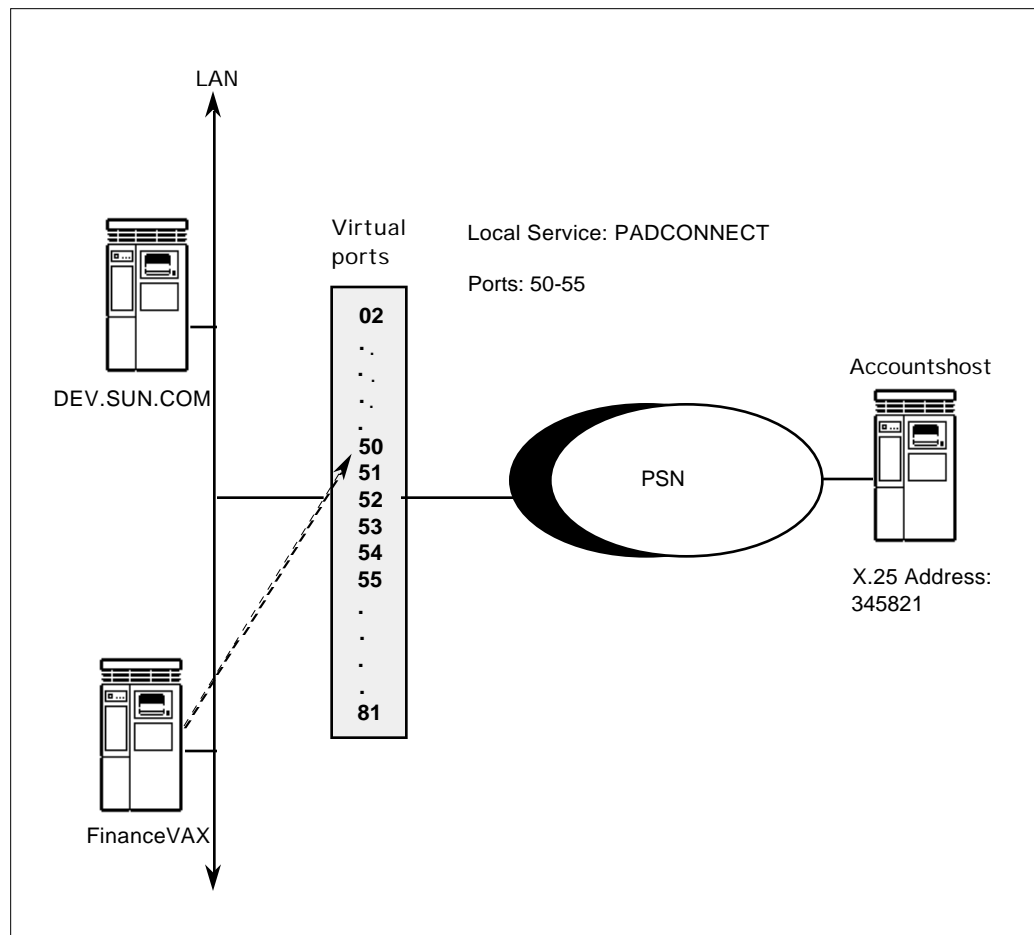 LAN
Virtual
ports
Local Service: PADCONNECT
Ports: 50-55
02
. .
. .
. .
.
50
51
52
53
54
55
.
.
.
.
81
DEV.SUN.COM
FinanceVAX
PSN
Accountshost
X.25 Address:
345821